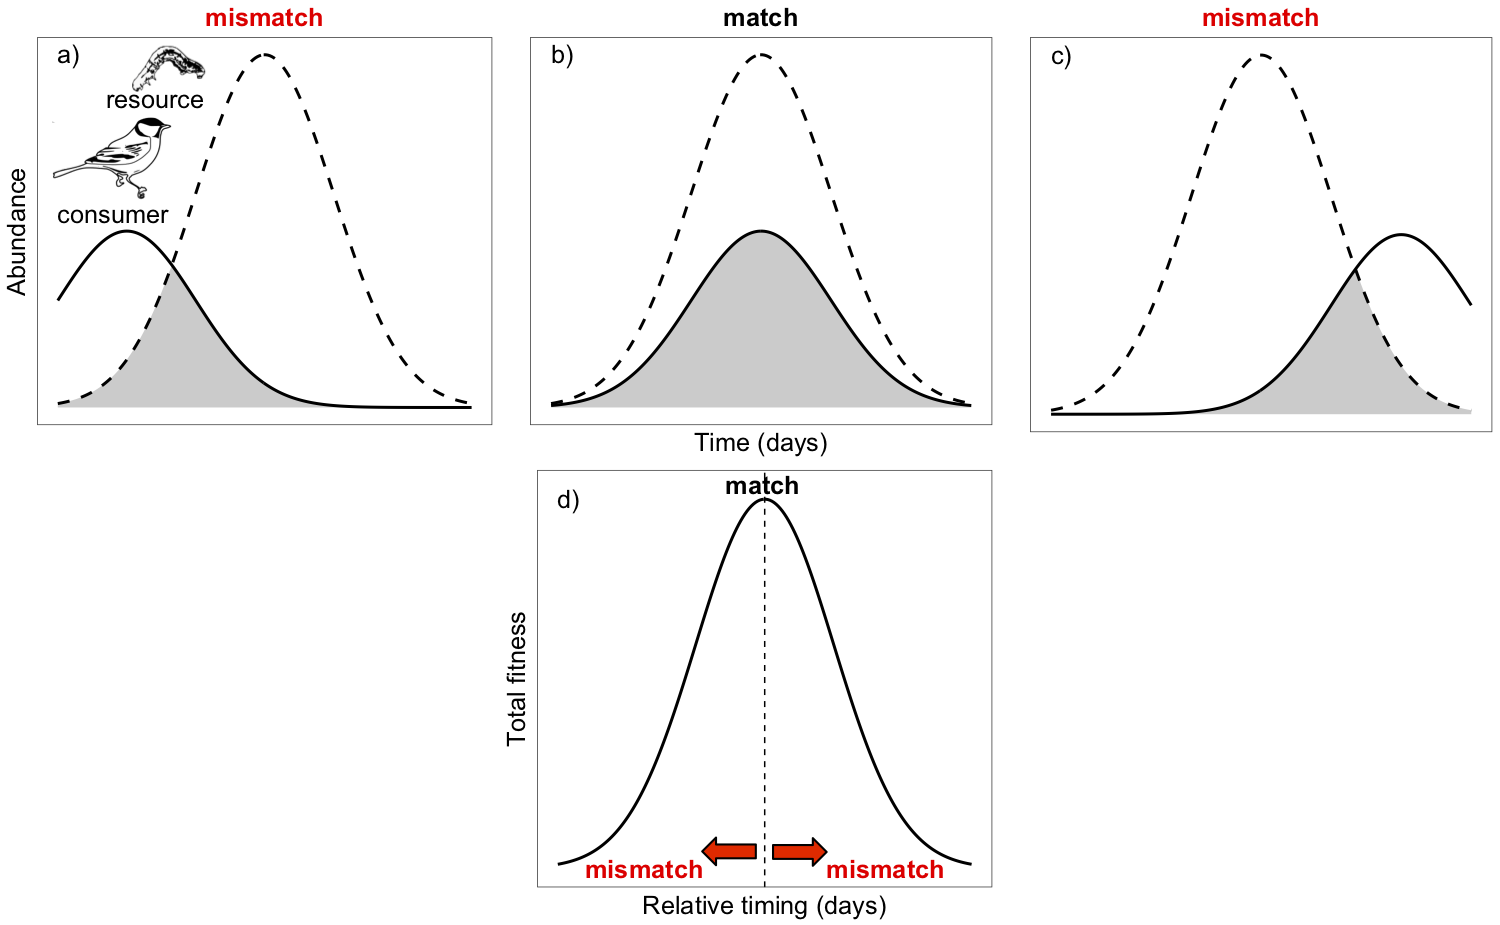 mismatch
match
mismatch
a)
resource
consumer
b)
c)
Abundance
Time (days)
match
d)
Total fitness
mismatch
mismatch
Relative timing (days)